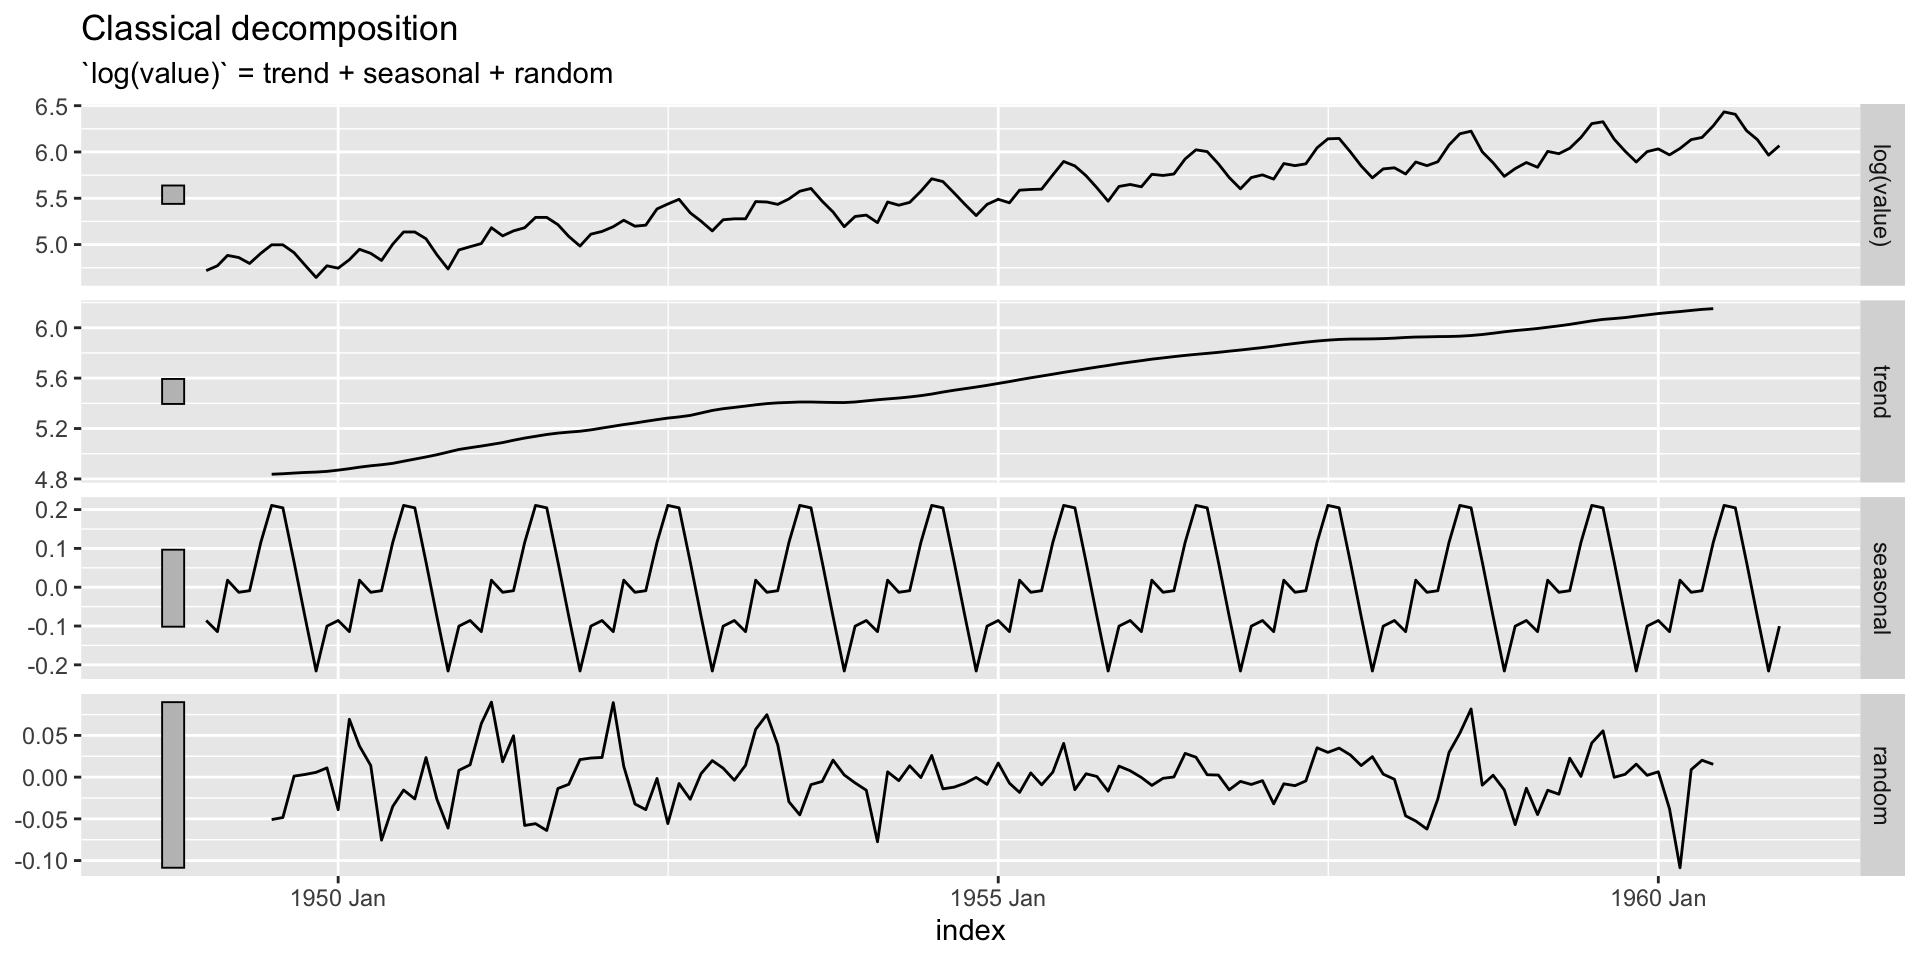 Classical decomposition
`log(value)` = trend + seasonal + random
6.5
6.0
5.5
5.0
log(value)
6.0
5.6
5.2
4.8
trend
0.2
0.1
0.0
-0.1
-0.2
seasonal
0.05
0.00
-0.05
-0.10
random
1950 Jan 1955 Jan 1960 Jan
index